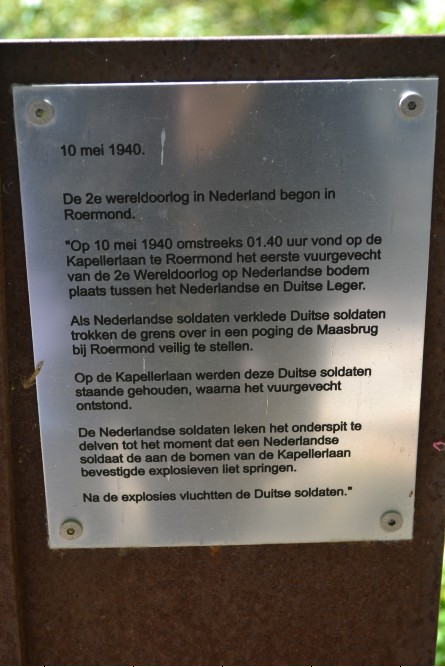 10 mei 1940.
De 2e wereldoorlog in Nederland begon in
Roermond.
"Op 10 mei 1940 omstreeks 01.40 uur vond op de
Kapellerlaan te Roermond het eerste vuurgevecht
van de 2e Wereldoorlog op Nederlandse bodem
plaats tussen het Nederlandse en Duitse Leger.
Als Nederlandse soldaten verklede Duitse soldaten
trokken de grens over in een poging de Maasbrug
bij Roermond veilig te stellen.
Op de Kapellerlaan werden deze Duitse soldaten
staande gehouden, waarna het vuurgevecht
ontstond.
De Nederlandse soldaten leken het onderspit te
delven tot het moment dat een Nederlandse
soldaat de aan de bomen van de Kapellerlaan
bevestigde explosieven liet springen.
Na de explosies vluchtten de Duitse soldaten."